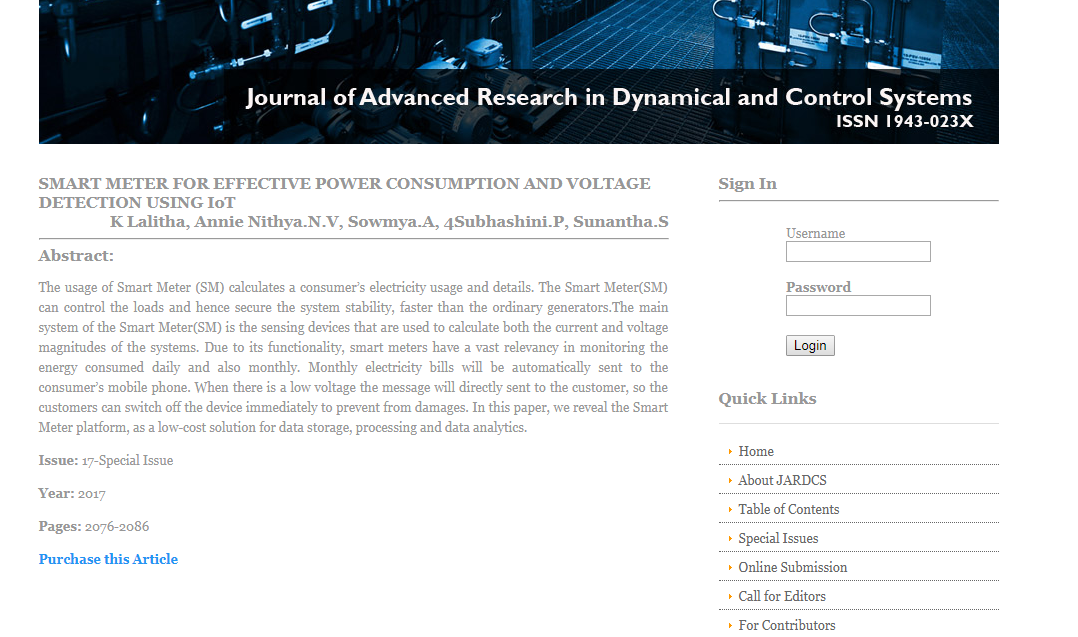 Journal of Advanced Research in Dynamical and Control Systems
ISSN 1943-023X
SMART METER FOR EFFECTIVE POWER CONSUMPTION AND VOLTAGE
DETECTION USING IoT
K Lalitha, Annie Nithya.N.V, Sowmya.A, 4Subhashini.P, Sunantha.S
Abstract:
The usage of Smart Meter (SM) calculates a consumer's electricity usage and details. The Smart Meter(SM)
can control the loads and hence secure the system stability, faster than the ordinary generators.The main
system of the Smart Meter(SM) is the sensing devices that are used to calculate both the current and voltage
magnitudes of the systems. Due to its functionality, smart meters have a vast relevancy in monitoring the
energy consumed daily and also monthly. Monthly electricity bills will be automatically sent to the
consumer's mobile phone. When there is a low voltage the message will directly sent to the customer, so the
customers can switch off the device immediately to prevent from damages. In this paper, we reveal the Smart
Meter platform, as a low-cost solution for data storage, processing and data analytics.
Issue: 17-Special Issue
Year: 2017
Pages: 2076-2086
Purchase this Article
Sign In
Username
Password
Login
Quick Links
Home
About JARDCS
Table of Contents
Special Issues
Online Submission
Call for Editors
For Contributors